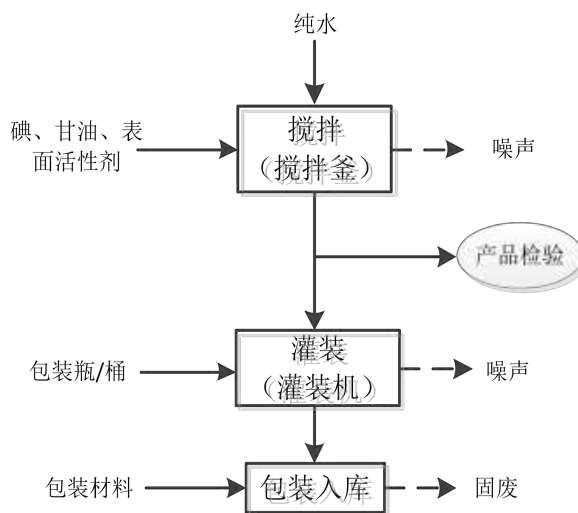 纯水
碘、甘油、表
面活性剂
搅拌
（搅拌釜）
噪声
产品检验
包装瓶/桶
灌装
（灌装机）
噪声
包装材料
包装入库
固废